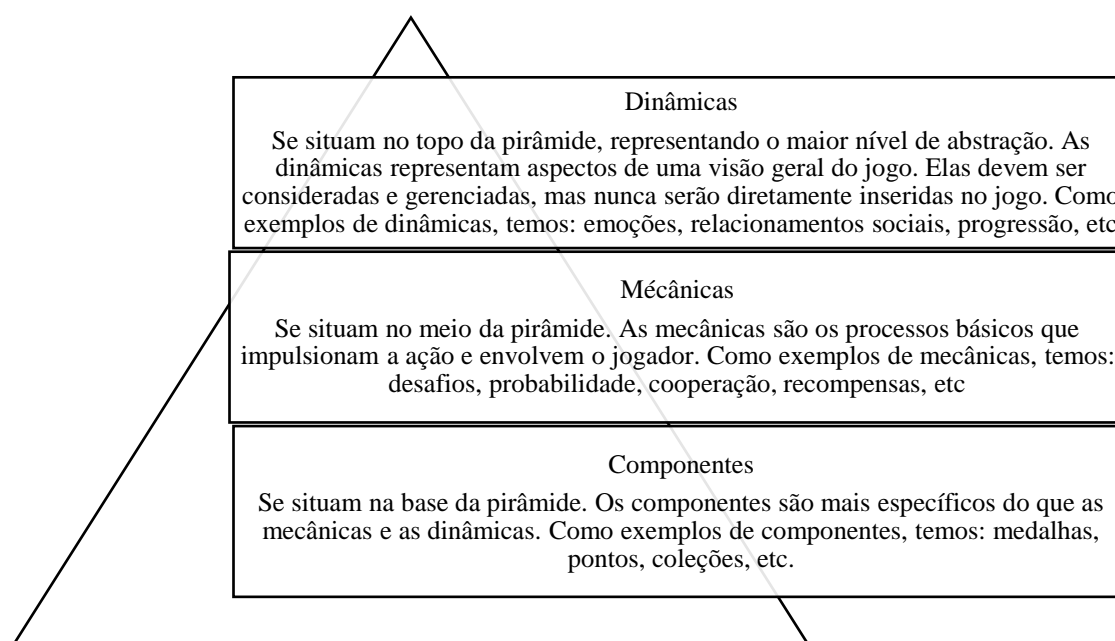 Dinâmicas
Se situam no topo da pirâmide, representando o maior nível de abstração. As
dinâmicas representam aspectos de uma visão geral do jogo. Elas devem ser
consideradas e gerenciadas, mas nunca serão diretamente inseridas no jogo. Como
exemplos de dinâmicas, temos: emoções, relacionamentos sociais, progressão, etc
Mécânicas
Se situam no meio da pirâmide. As mecânicas são os processos básicos que
impulsionam a ação e envolvem o jogador. Como exemplos de mecânicas, temos:
desafios, probabilidade, cooperação, recompensas, etc
Componentes
Se situam na base da pirâmide. Os componentes são mais específicos do que as
mecânicas e as dinâmicas. Como exemplos de componentes, temos: medalhas,
pontos, coleções, etc.